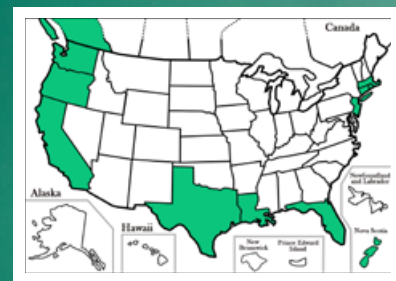 Canada
Newfoundland
and Labrador
Alaska
Hawaii
New
Brunswick
Prince Edward
Island
Nova Scotia